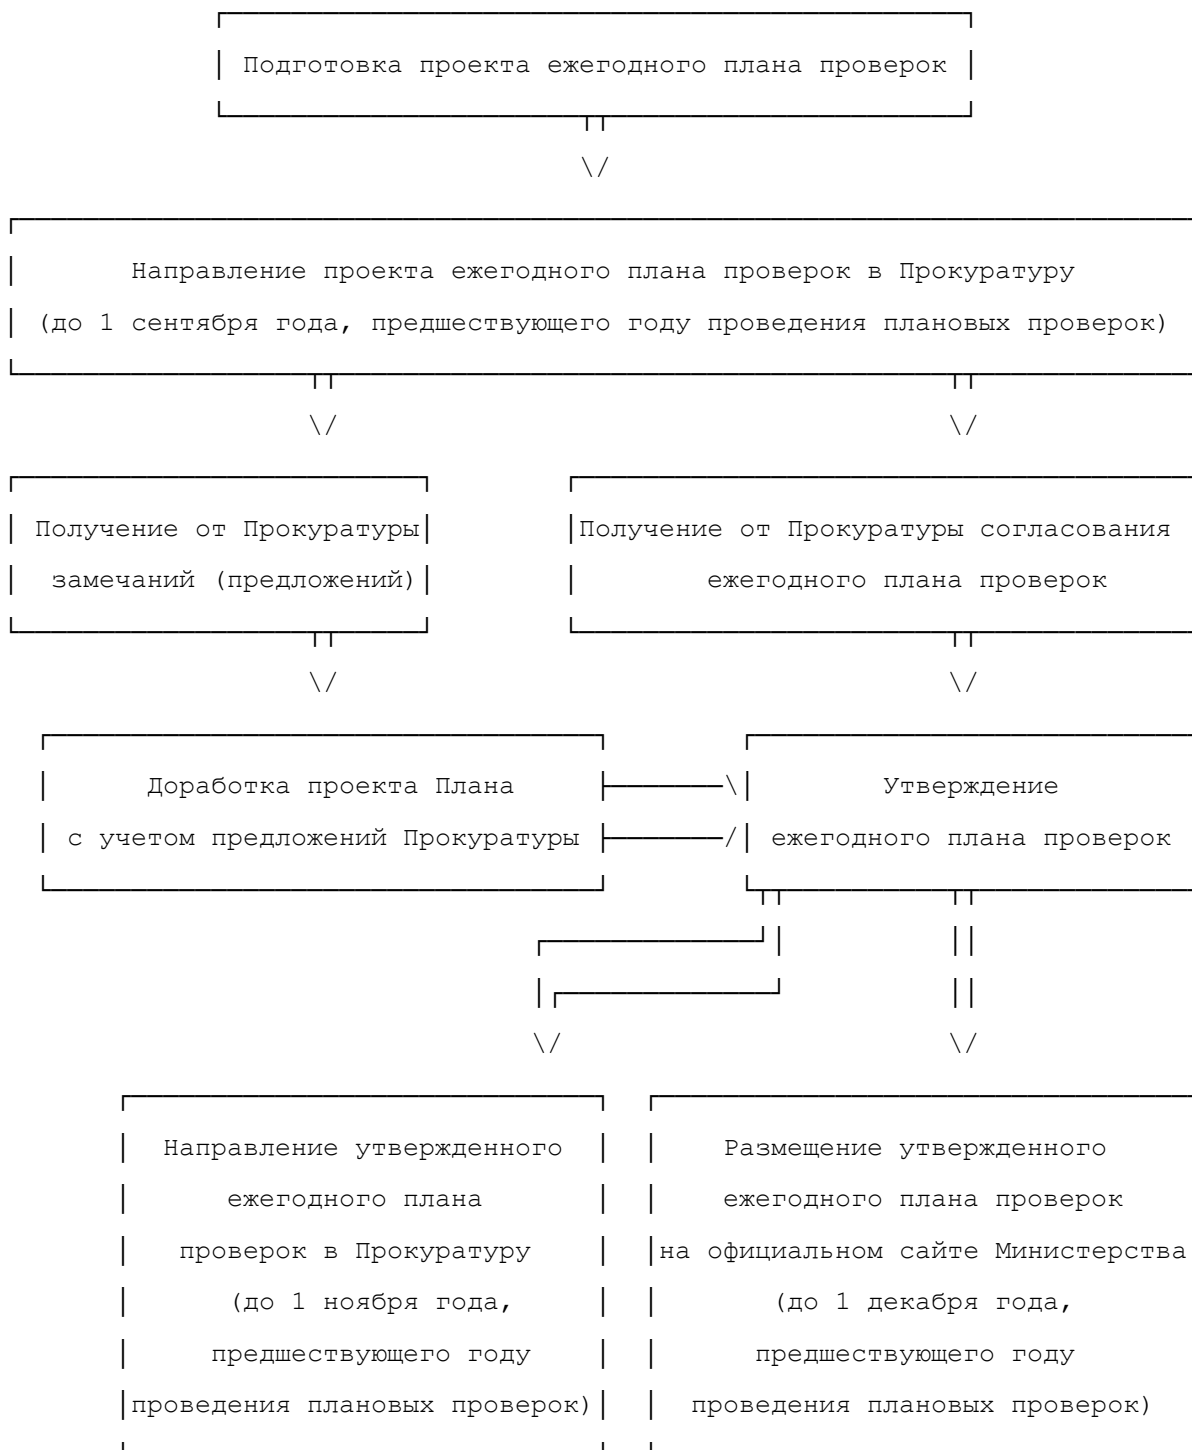 Подготовка проекта ежегодного плана проверок
Направление проекта ежегодного плана проверок в Прокуратуру
(до 1 сентября года, предшествующего году проведения плановых проверок)
Получение от Прокуратуры
замечаний (предложений)
Получение от Прокуратуры согласования
ежегодного плана проверок
Доработка проекта Плана
с учетом предложений Прокуратуры
Утверждение
ежегодного плана проверок
Направление утвержденного
ежегодного плана
проверок в Прокуратуру
(до 1 ноября года,
предшествующего году
проведения плановых проверок)
Размещение утвержденного
ежегодного плана проверок
на официальном сайте Министерства
(до 1 декабря года,
предшествующего году
проведения плановых проверок)